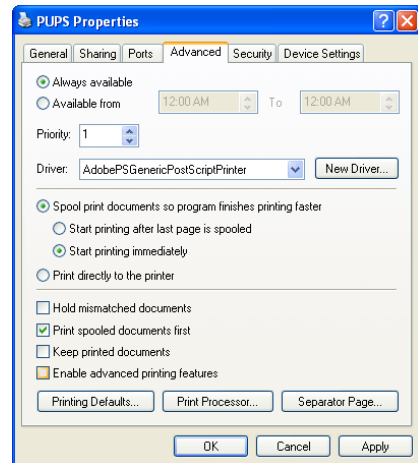 PUPS Properties
General Sharing Ports Advanced Security Device Settings
Always available
Available from 12:00 AM To 12:00 AM
Priority: 1
Driver: AdobePSGenericPostScriptPrinter New Driver...
Spool print documents so program finishes printing faster
Start printing after last page is spooled
Start printing immediately
Print directly to the printer
Hold mismatched documents
Print spooled documents first
Keep printed documents
Enable advanced printing features
Printing Defaults... Print Processor... Separator Page...
OK Cancel Apply